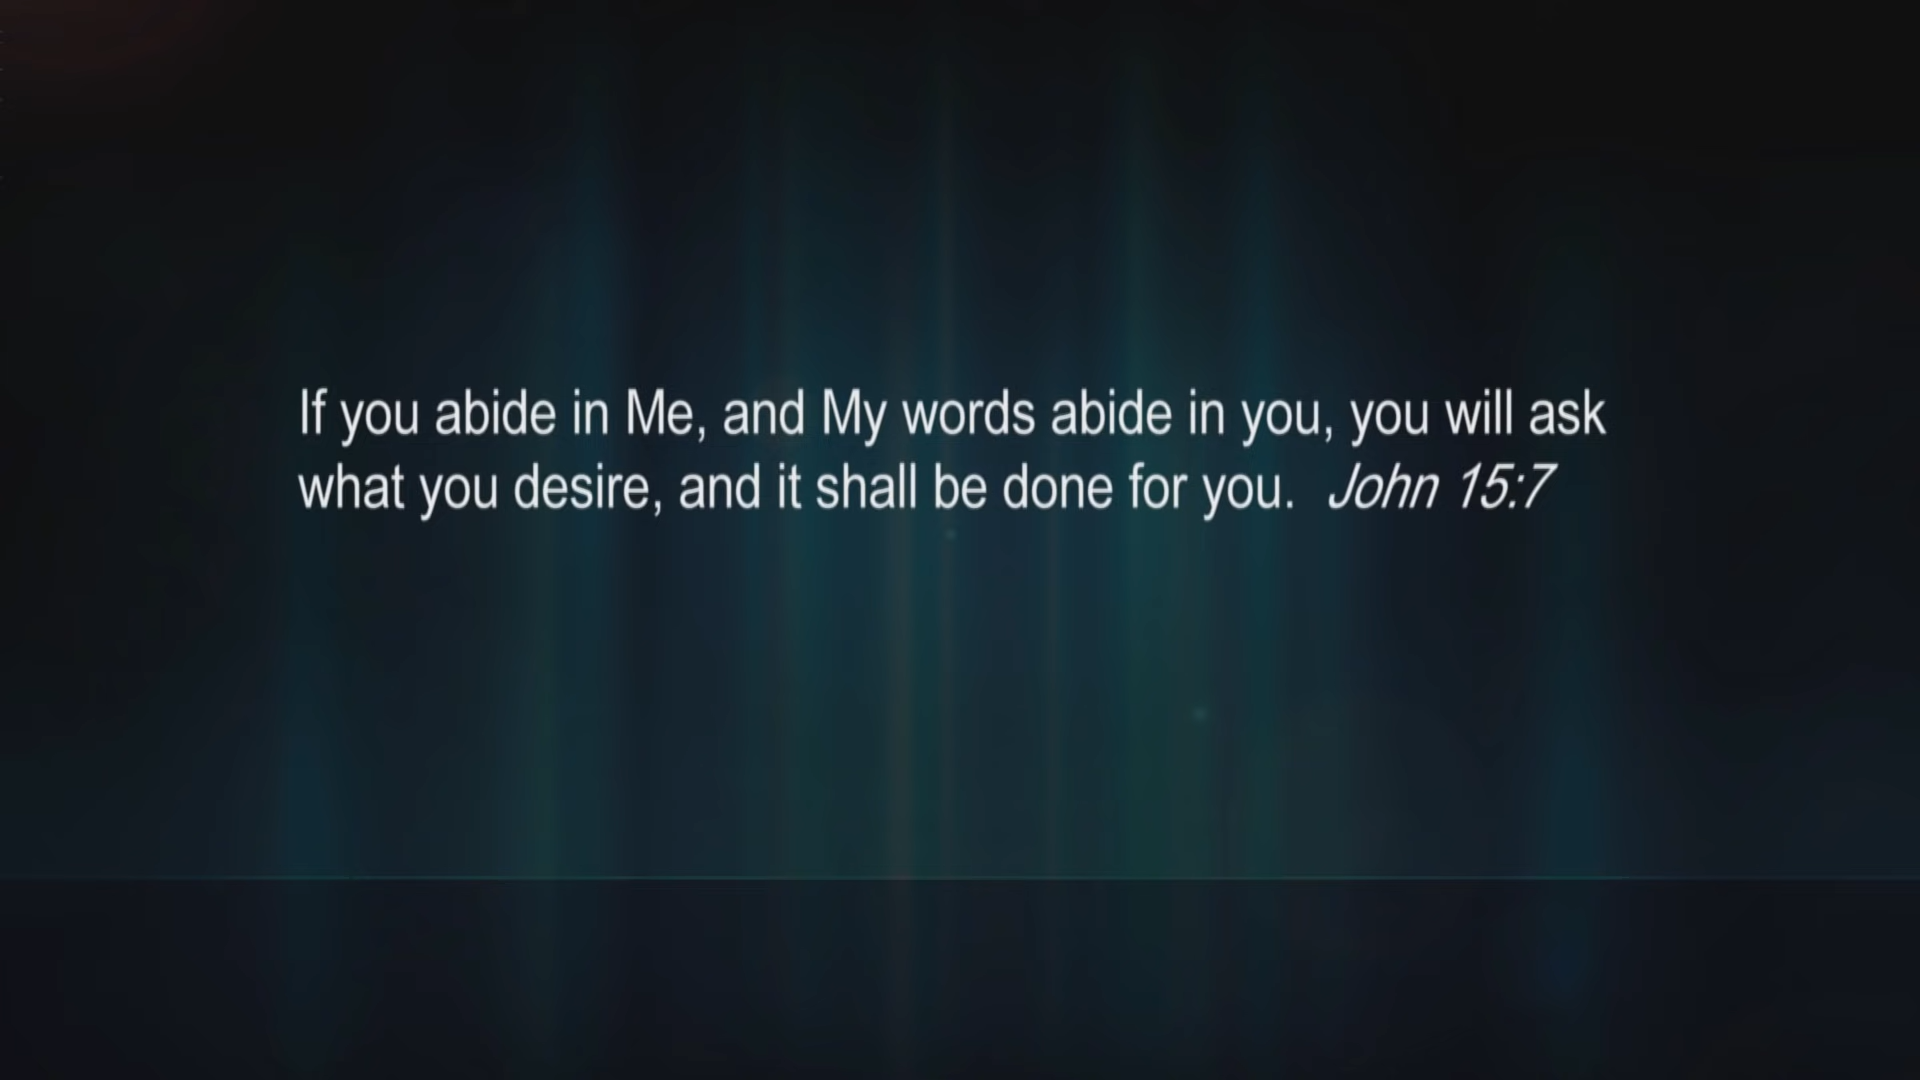 If you abide in Me, and My words abide in you, you will ask
what you desire, and it shall be done for you. John 15:7